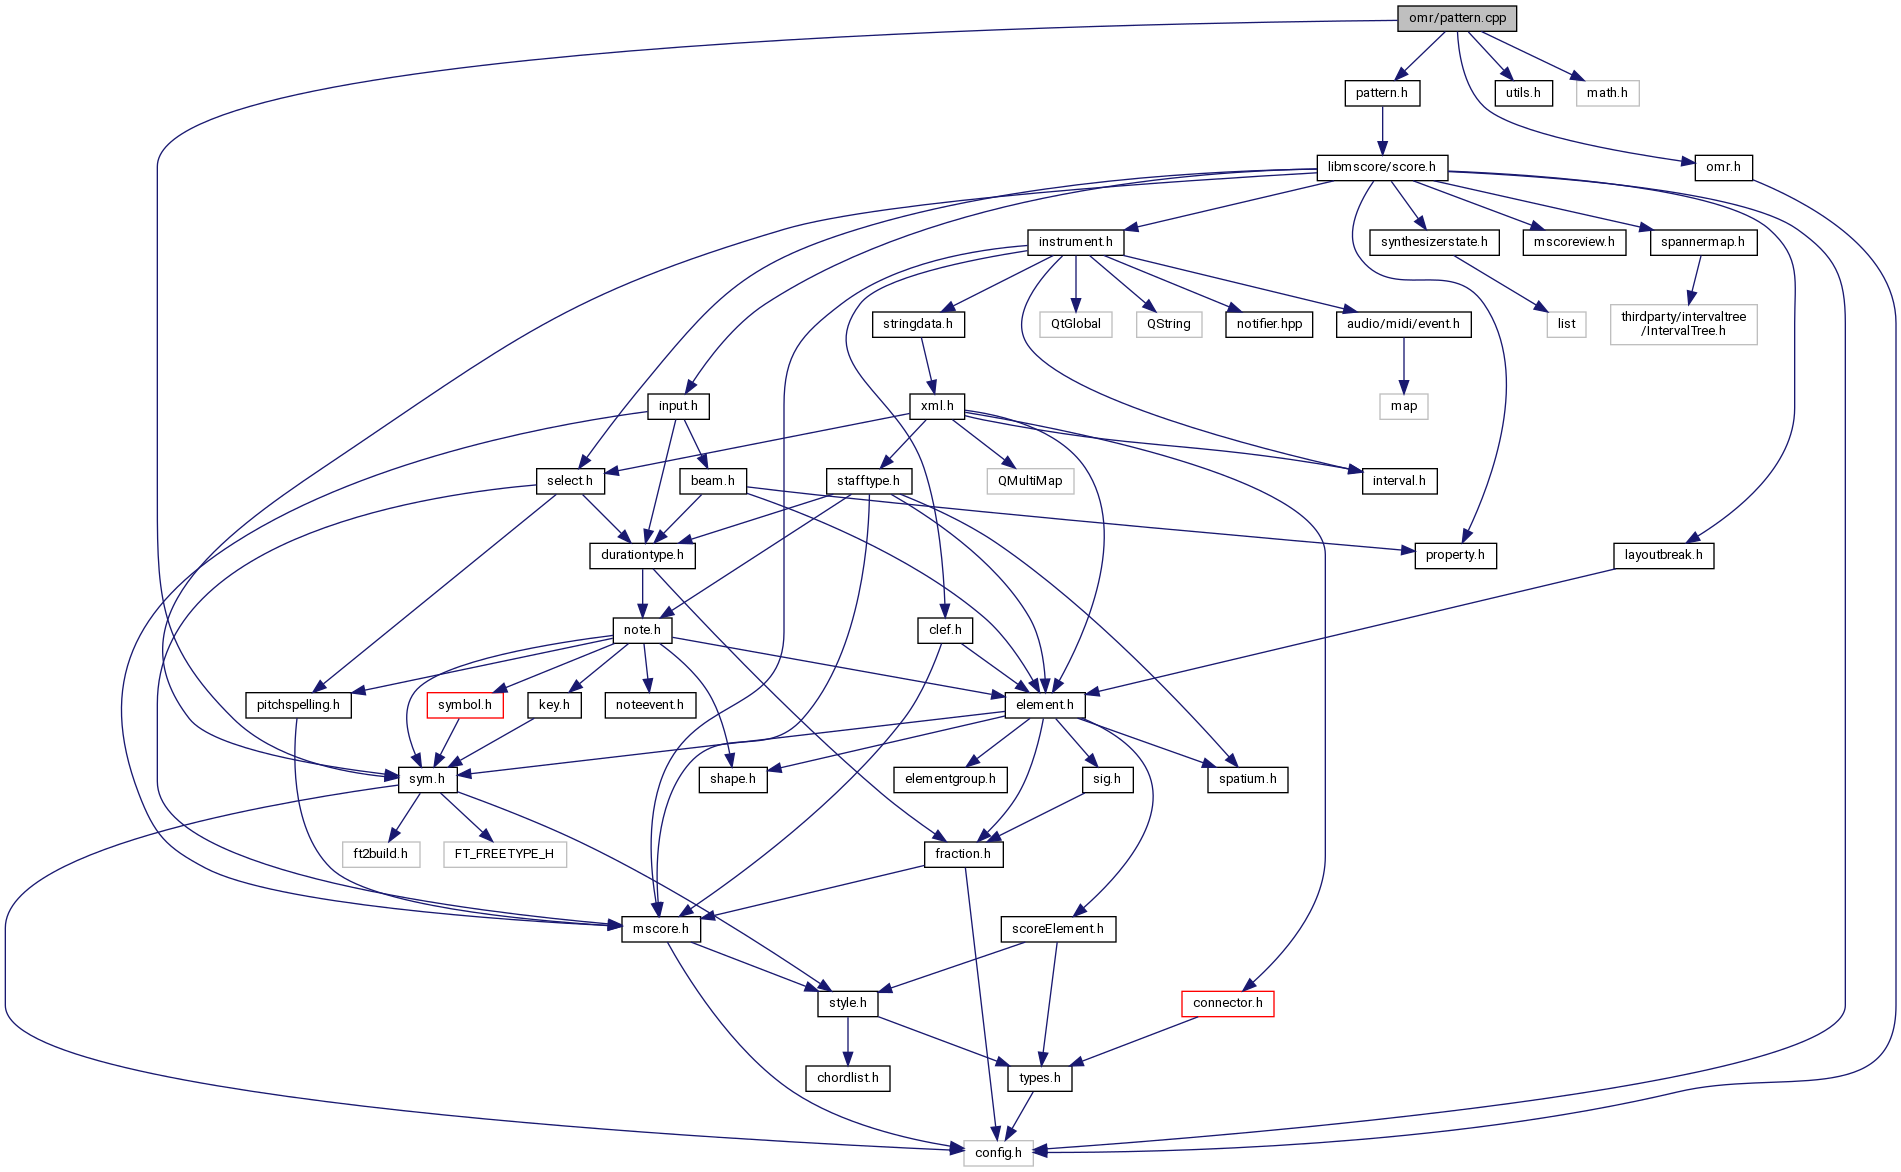 omr/pattern.cpp
pattern.h
utils.h
math.h
libmscore/score.h
omr.h
instrument.h
synthesizerstate.h
mscoreview.h
spannermap.h
stringdata.h
QtGlobal
QString
notifier.hpp
audio/midi/event.h
list
thirdparty/intervaltree
/IntervalTree.h
input.h
xml.h
map
select.h
beam.h
stafftype.h
QMultiMap
interval.h
durationtype.h
property.h
layoutbreak.h
note.h
clef.h
pitchspelling.h
symbol.h
key.h
noteevent.h
element.h
sym.h
shape.h
elementgroup.h
sig.h
spatium.h
ft2build.h
FT_FREETYPE_H
fraction.h
mscore.h
scoreElement.h
style.h
connector.h
chordlist.h
types.h
config.h